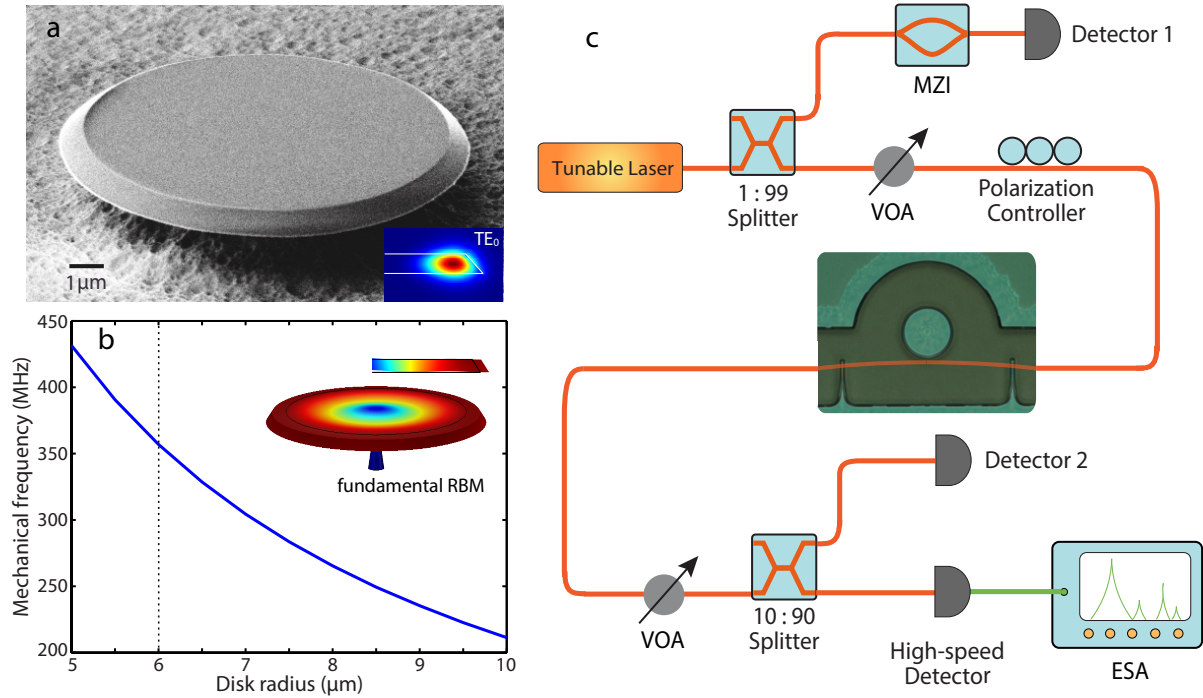 a
TE₀
1 μm
b
450
400
350
300
250
200
Mechanical frequency (MHz)
5
6
7
8
9
10
Disk radius (μm)
fundamental RBM
c
MZI
Detector 1
Tunable Laser
1 : 99
Splitter
VOA
Polarization
Controller
Detector 2
VOA
10 : 90
Splitter
High-speed
Detector
ESA